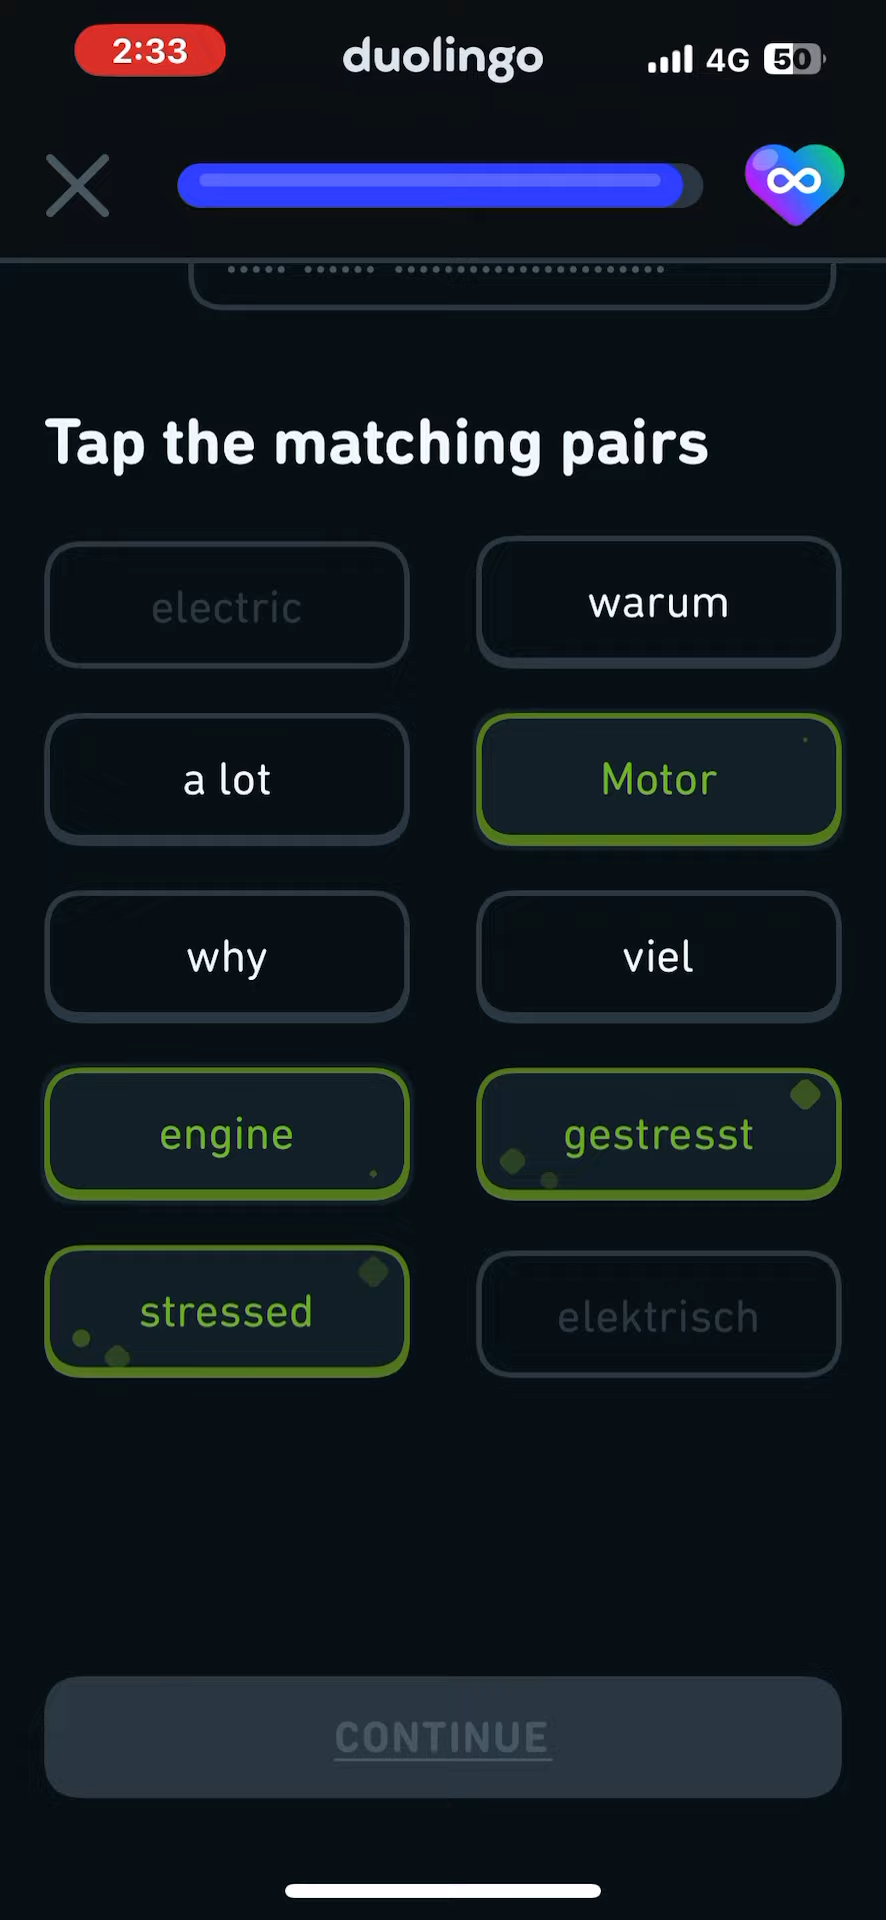 2:33 duolingo 4G 50
Tap the matching pairs
electric warum
a lot Motor
why viel
engine gestresst
stressed elektrisch
CONTINUE